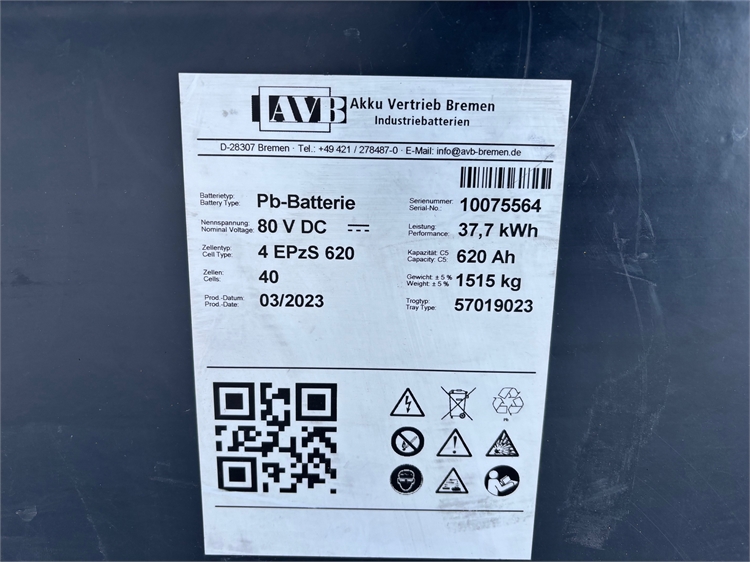 AVB Akku Vertrieb Bremen
Industriebatterien
D-28307 Bremen · Tel.: +49 421 / 278487-0 · E-Mail: info@avb-bremen.de
Batterietyp:
Battery Type: Pb-Batterie
Serienummer:
Serial-No.: 10075564
Nennspannung:
Nominal Voltage: 80 V DC
Leistung:
Performance: 37,7 kWh
Zellentyp:
Cell Type: 4 EPzS 620
Kapazität: C5
Capacity: C5: 620 Ah
Zellen:
Cells: 40
Gewicht: ± 5 %
Weight: ± 5 % 1515 kg
Prod.-Datum:
Prod.-Date: 03/2023
Trogtyp:
Tray Type: 57019023
Pb